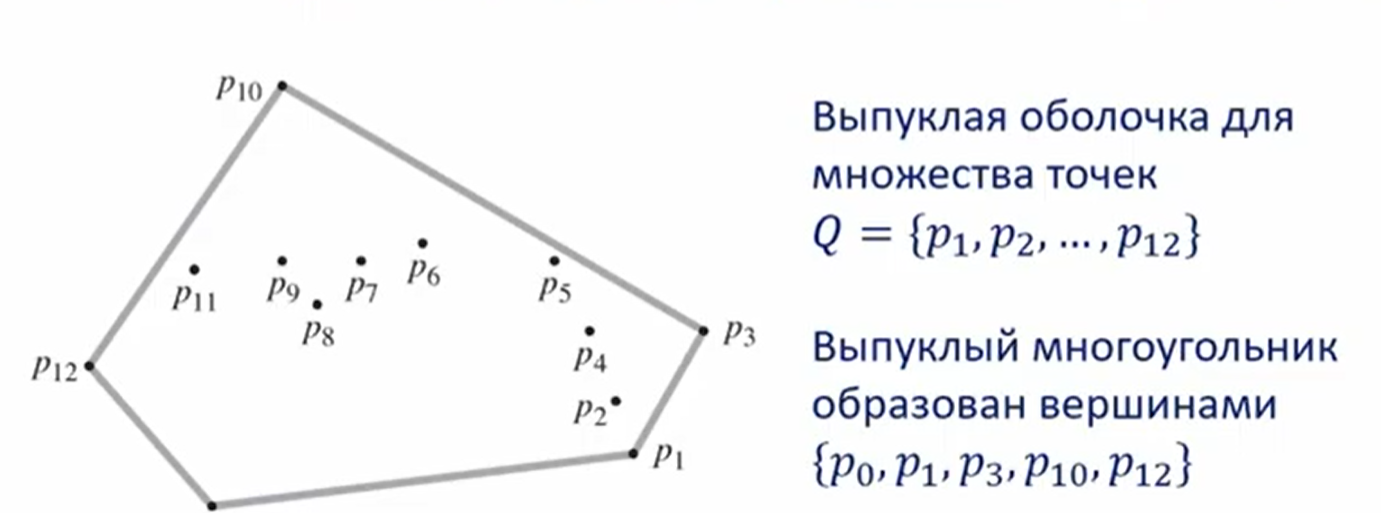 p10
p6
p5
p9
p7
p11
p8
p3
p4
p12
p2
p1
Выпуклая оболочка для
множества точек
Q = {p1, p2, ... , p12}
Выпуклый многоугольник
образован вершинами
{p0, p1, p3, p10, p12}